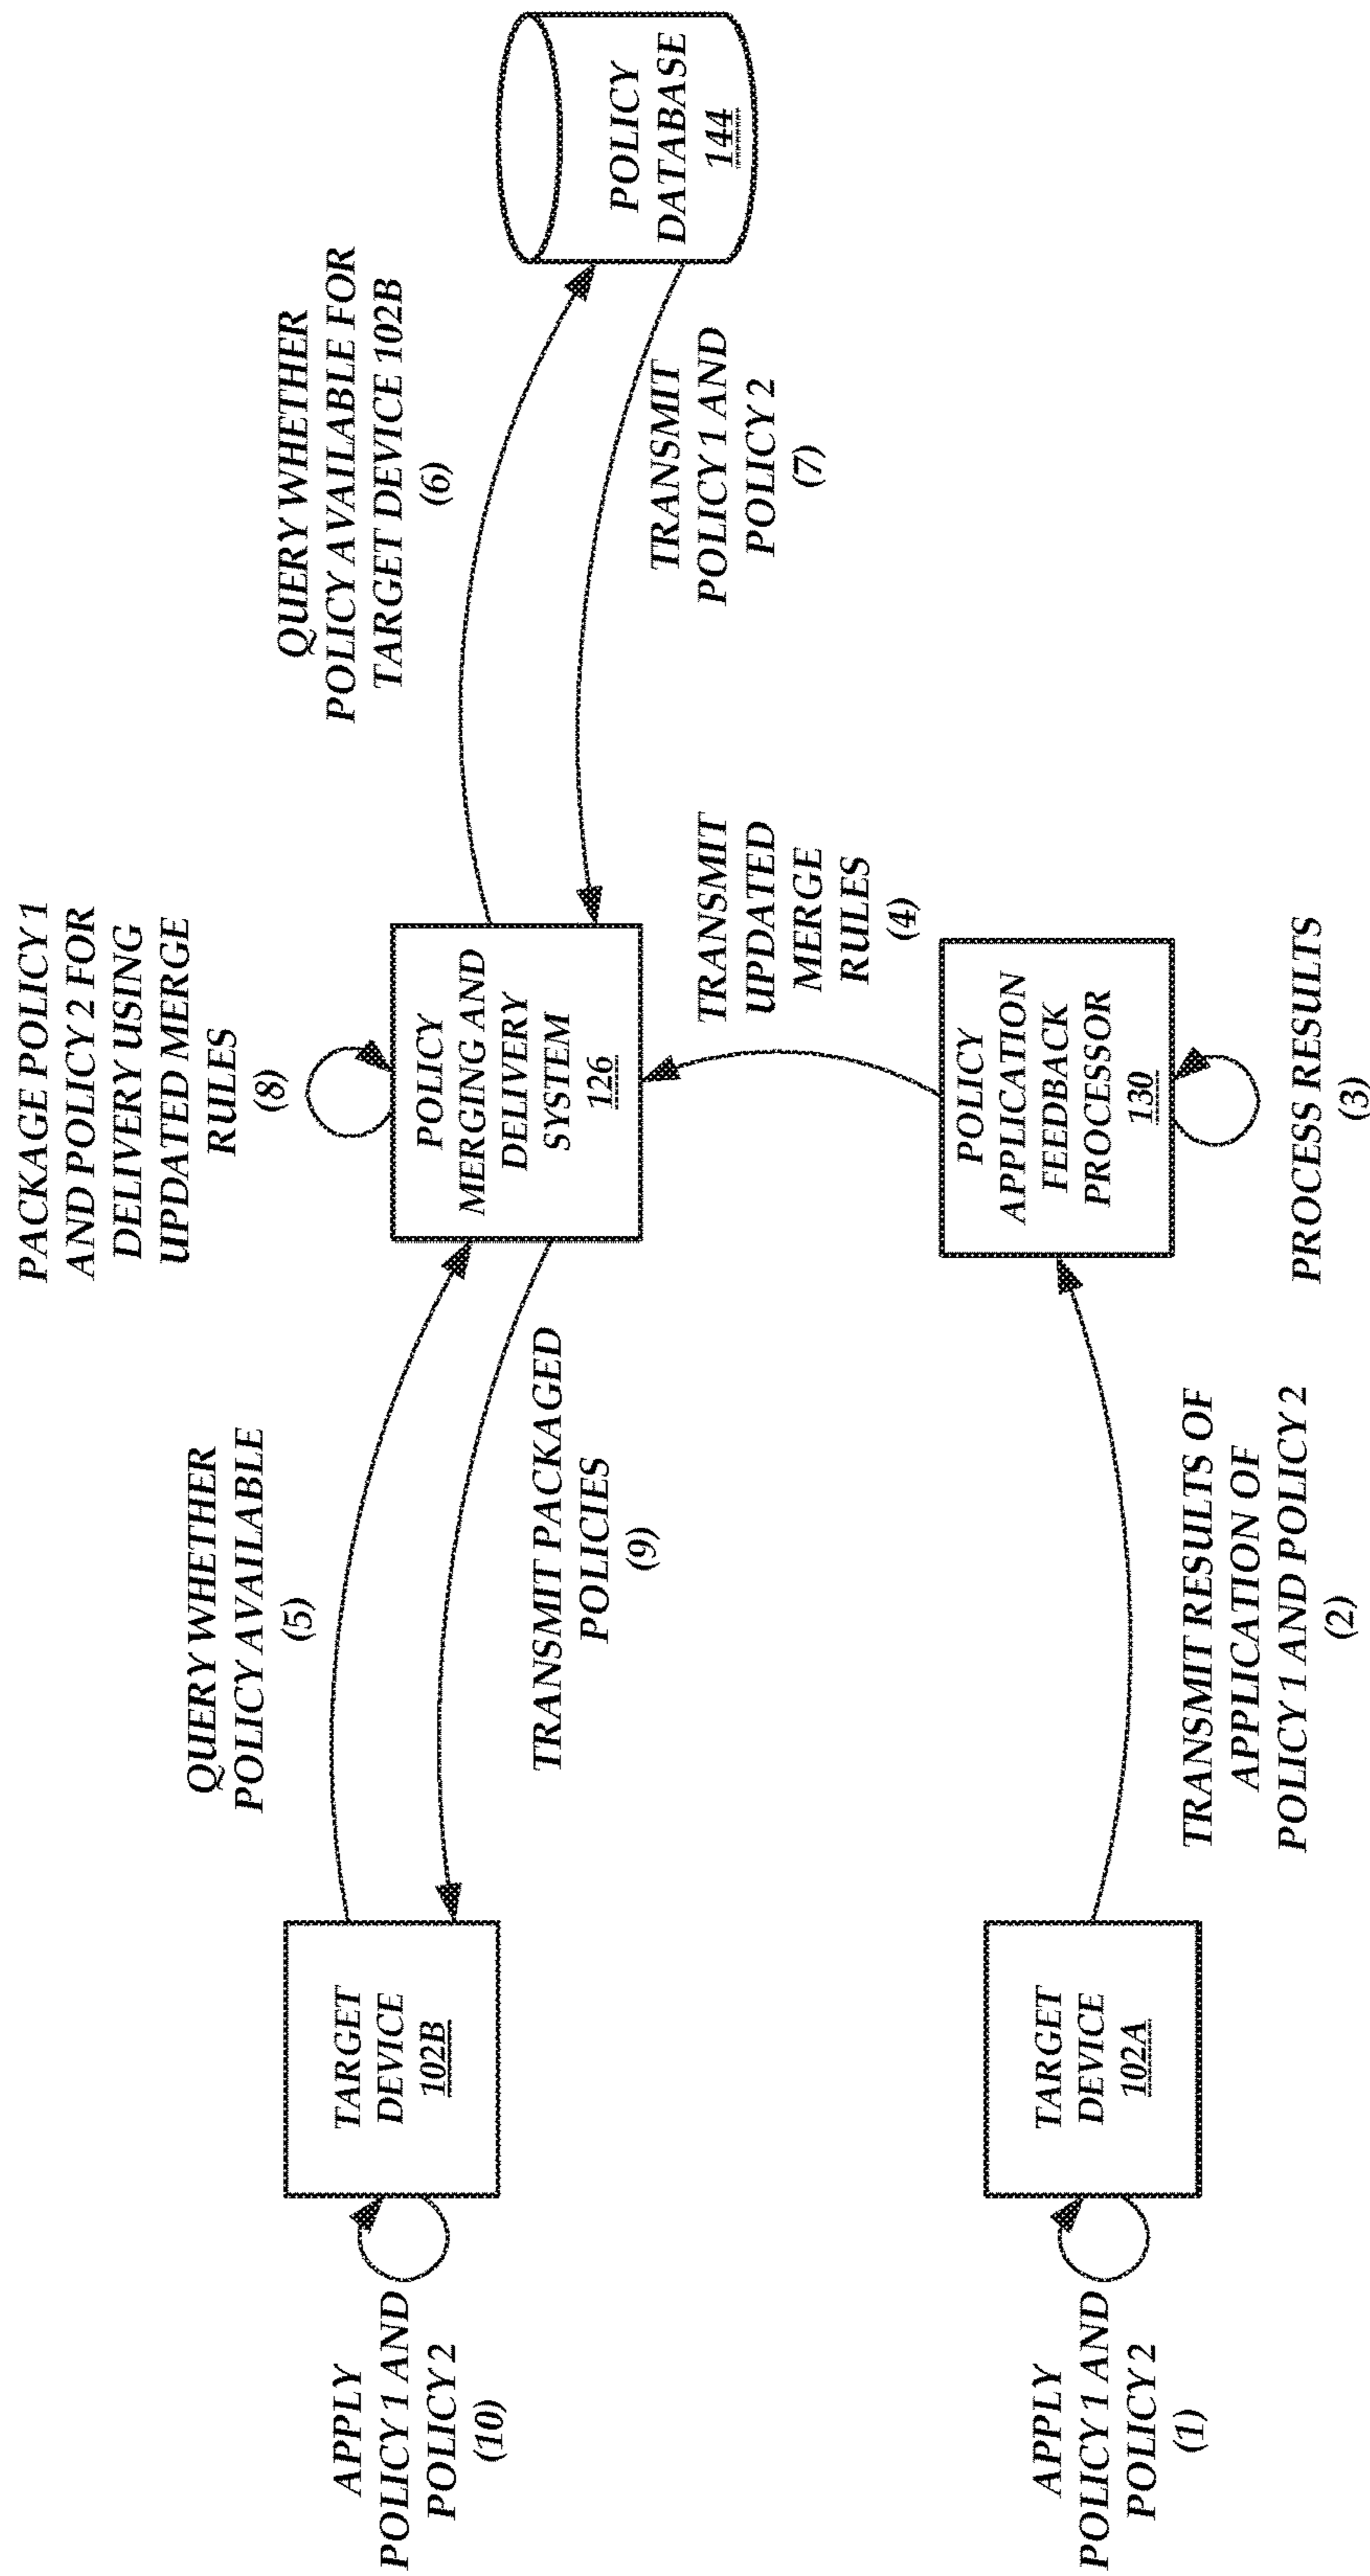 PACKAGE POLICY 1
AND POLICY 2 FOR
DELIVERY USING
UPDATED MERGE
RULES
(8)
QUERY WHETHER
POLICY AVAILABLE
(5)
QUERY WHETHER
POLICY AVAILABLE FOR
TARGET DEVICE 102B
(6)
APPLY
POLICY 1 AND
POLICY 2
(10)
TARGET
DEVICE
102B
TRANSMIT PACKAGED
POLICIES
(9)
POLICY
MERGING AND
DELIVERY
SYSTEM
126
TRANSMIT
POLICY 1 AND
POLICY 2
(7)
POLICY
DATABASE
144
TRANSMIT
UPDATED
MERGE
RULES
(4)
APPLY
POLICY 1 AND
POLICY 2
(1)
TARGET
DEVICE
102A
TRANSMIT RESULTS OF
APPLICATION OF
POLICY 1 AND POLICY 2
(2)
POLICY
APPLICATION
FEEDBACK
PROCESSOR
130
PROCESS RESULTS
(3)